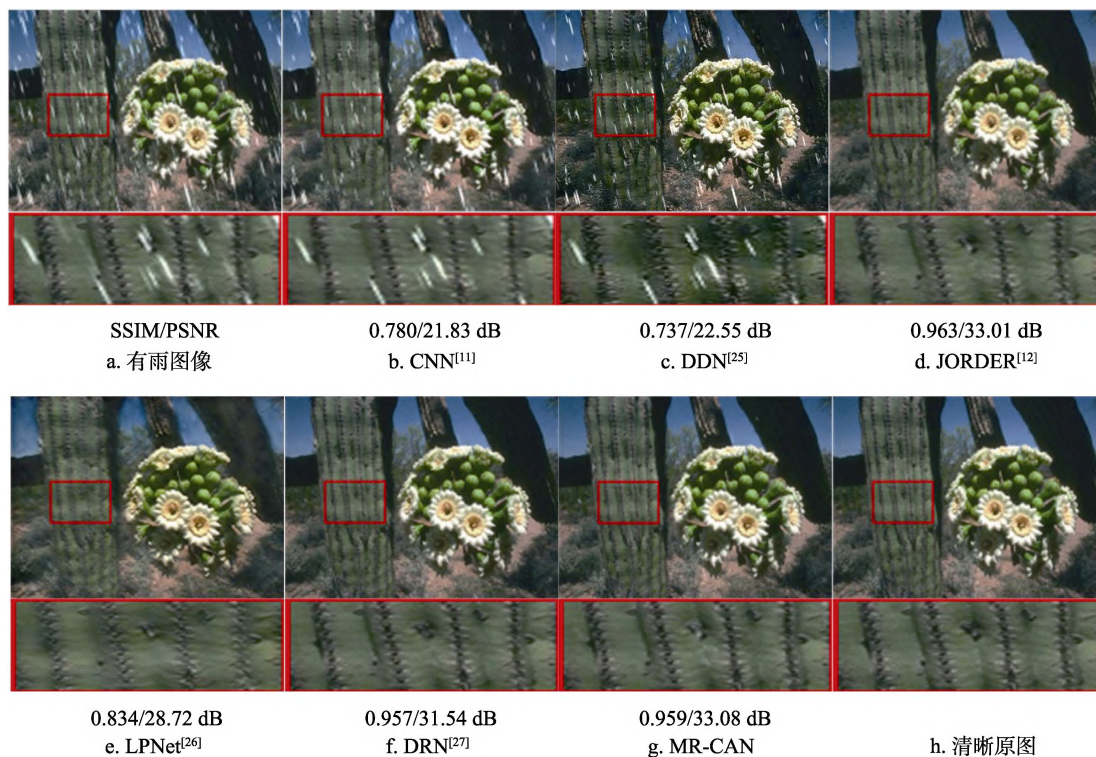 SSIM/PSNR 0.780/21.83 dB 0.737/22.55 dB 0.963/33.01 dB
a. 有雨图像 b. CNN[11] c. DDN[25] d. JORDER[12]
0.834/28.72 dB 0.957/31.54 dB 0.959/33.08 dB
e. LPNet[26] f. DRN[27] g. MR-CAN h. 清晰原图